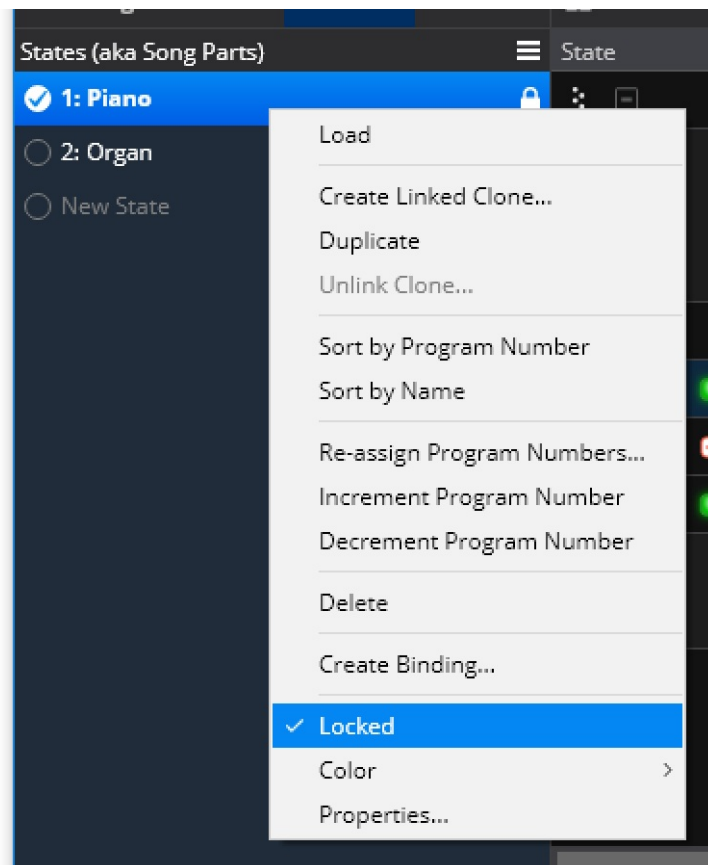 States (aka Song Parts)
State
1: Piano
2: Organ
New State
Load
Create Linked Clone...
Duplicate
Unlink Clone...
Sort by Program Number
Sort by Name
Re-assign Program Numbers...
Increment Program Number
Decrement Program Number
Delete
Create Binding...
Locked
Color
Properties...